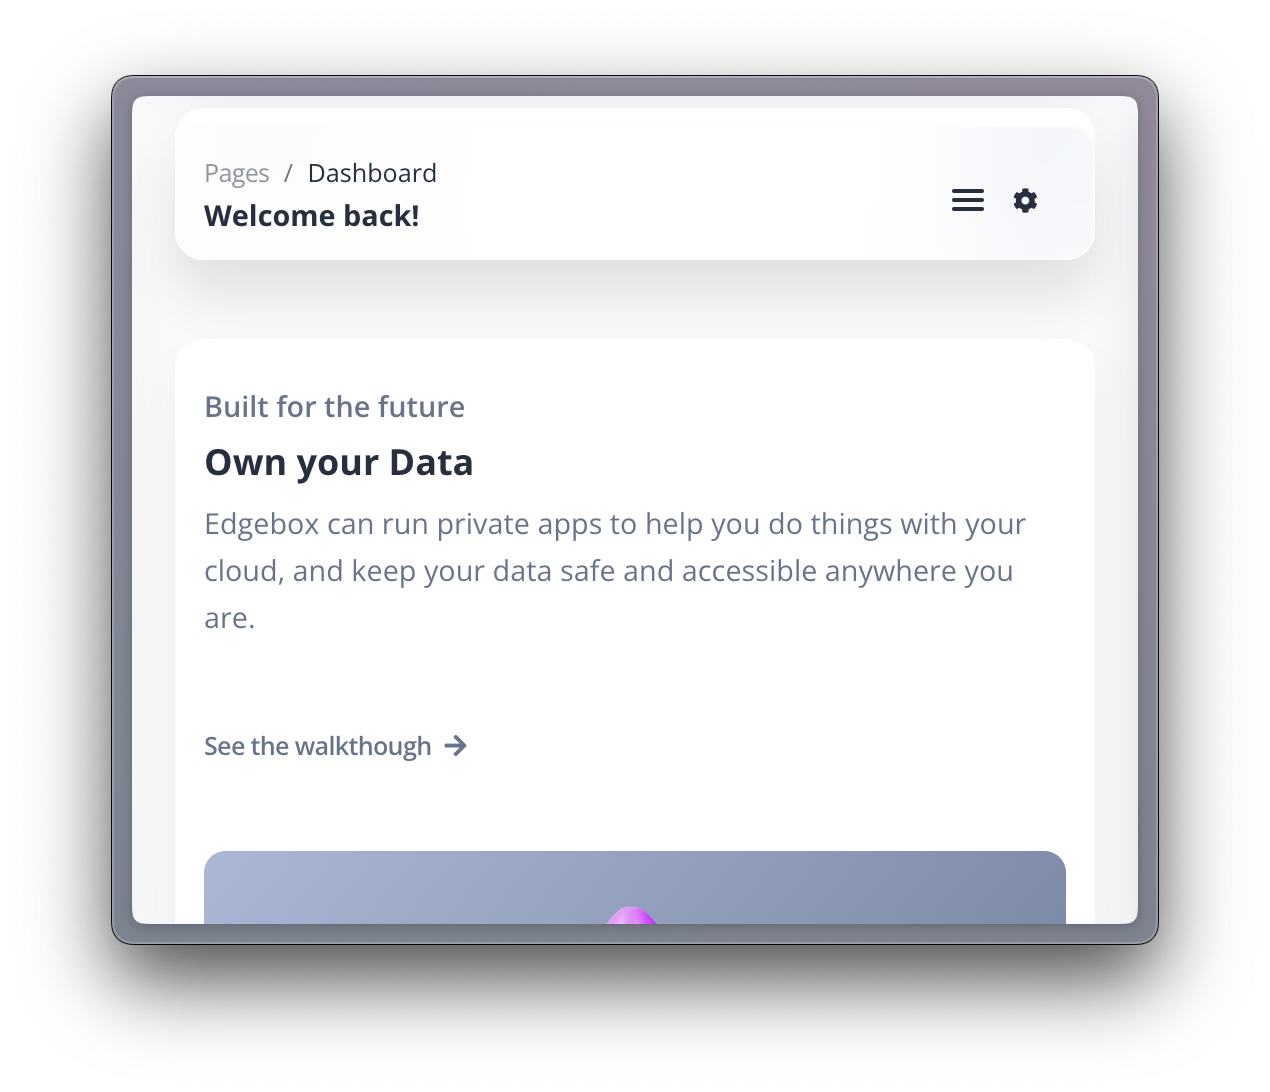 Pages / Dashboard
Welcome back!
Built for the future
Own your Data
Edgebox can run private apps to help you do things with your
cloud, and keep your data safe and accessible anywhere you
are.
See the walkthough